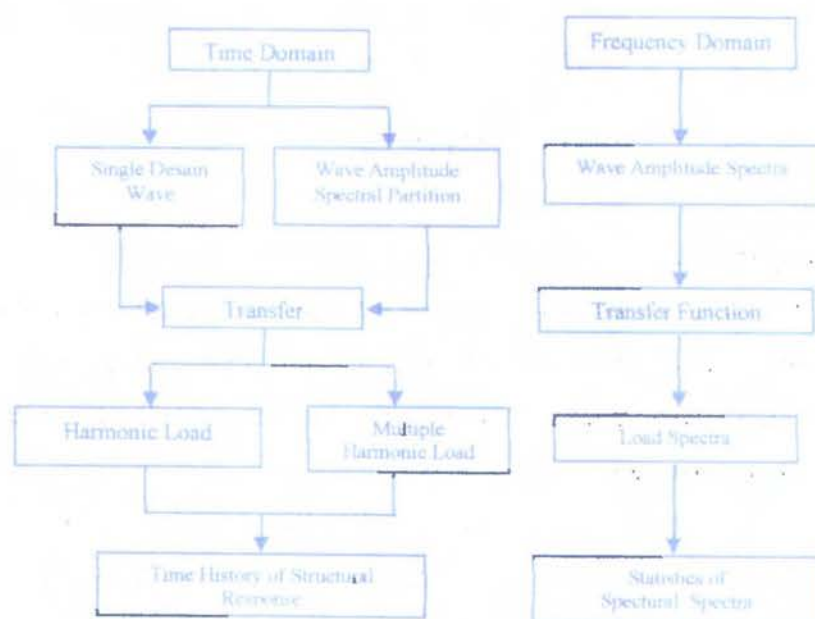 Time Domain
Single Desain
Wave
Wave Amplitude
Spectral Partition
Transfer
Harmonic Load
Multiple
Harmonic Load
Time History of Structural
Response
Frequency Domain
Wave Amplitude Spectra
Transfer Function
Load Spectra
Statistics of
Spectural Spectra